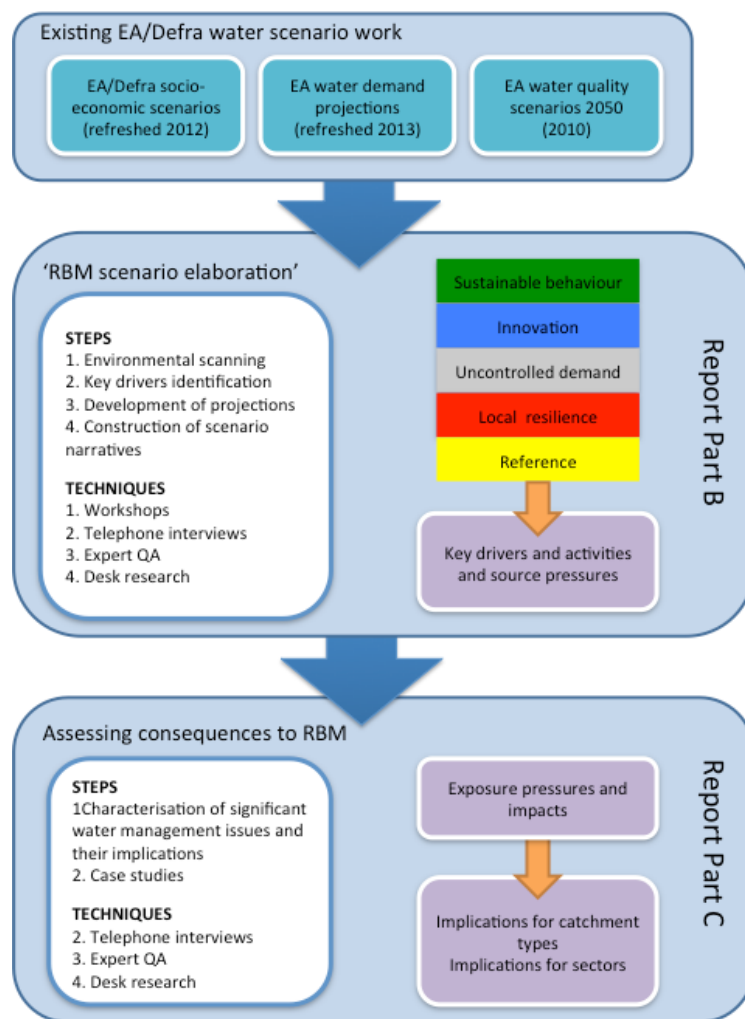 Existing EA/Defra water scenario work
EA/Defra socio-
economic scenarios
(refreshed 2012)
EA water demand
projections
(refreshed 2013)
EA water quality
scenarios 2050
(2010)
‘RBM scenario elaboration’
STEPS
1. Environmental scanning
2. Key drivers identification
3. Development of projections
4. Construction of scenario
narratives
TECHNIQUES
1. Workshops
2. Telephone interviews
3. Expert QA
4. Desk research
Sustainable behaviour
Innovation
Uncontrolled demand
Local resilience
Reference
Key drivers and activities
and source pressures
Report Part B
Assessing consequences to RBM
STEPS
1Characterisation of significant
water management issues and
their implications
2. Case studies
TECHNIQUES
2. Telephone interviews
3. Expert QA
4. Desk research
Exposure pressures and
impacts
Implications for catchment
types
Implications for sectors
Report Part C